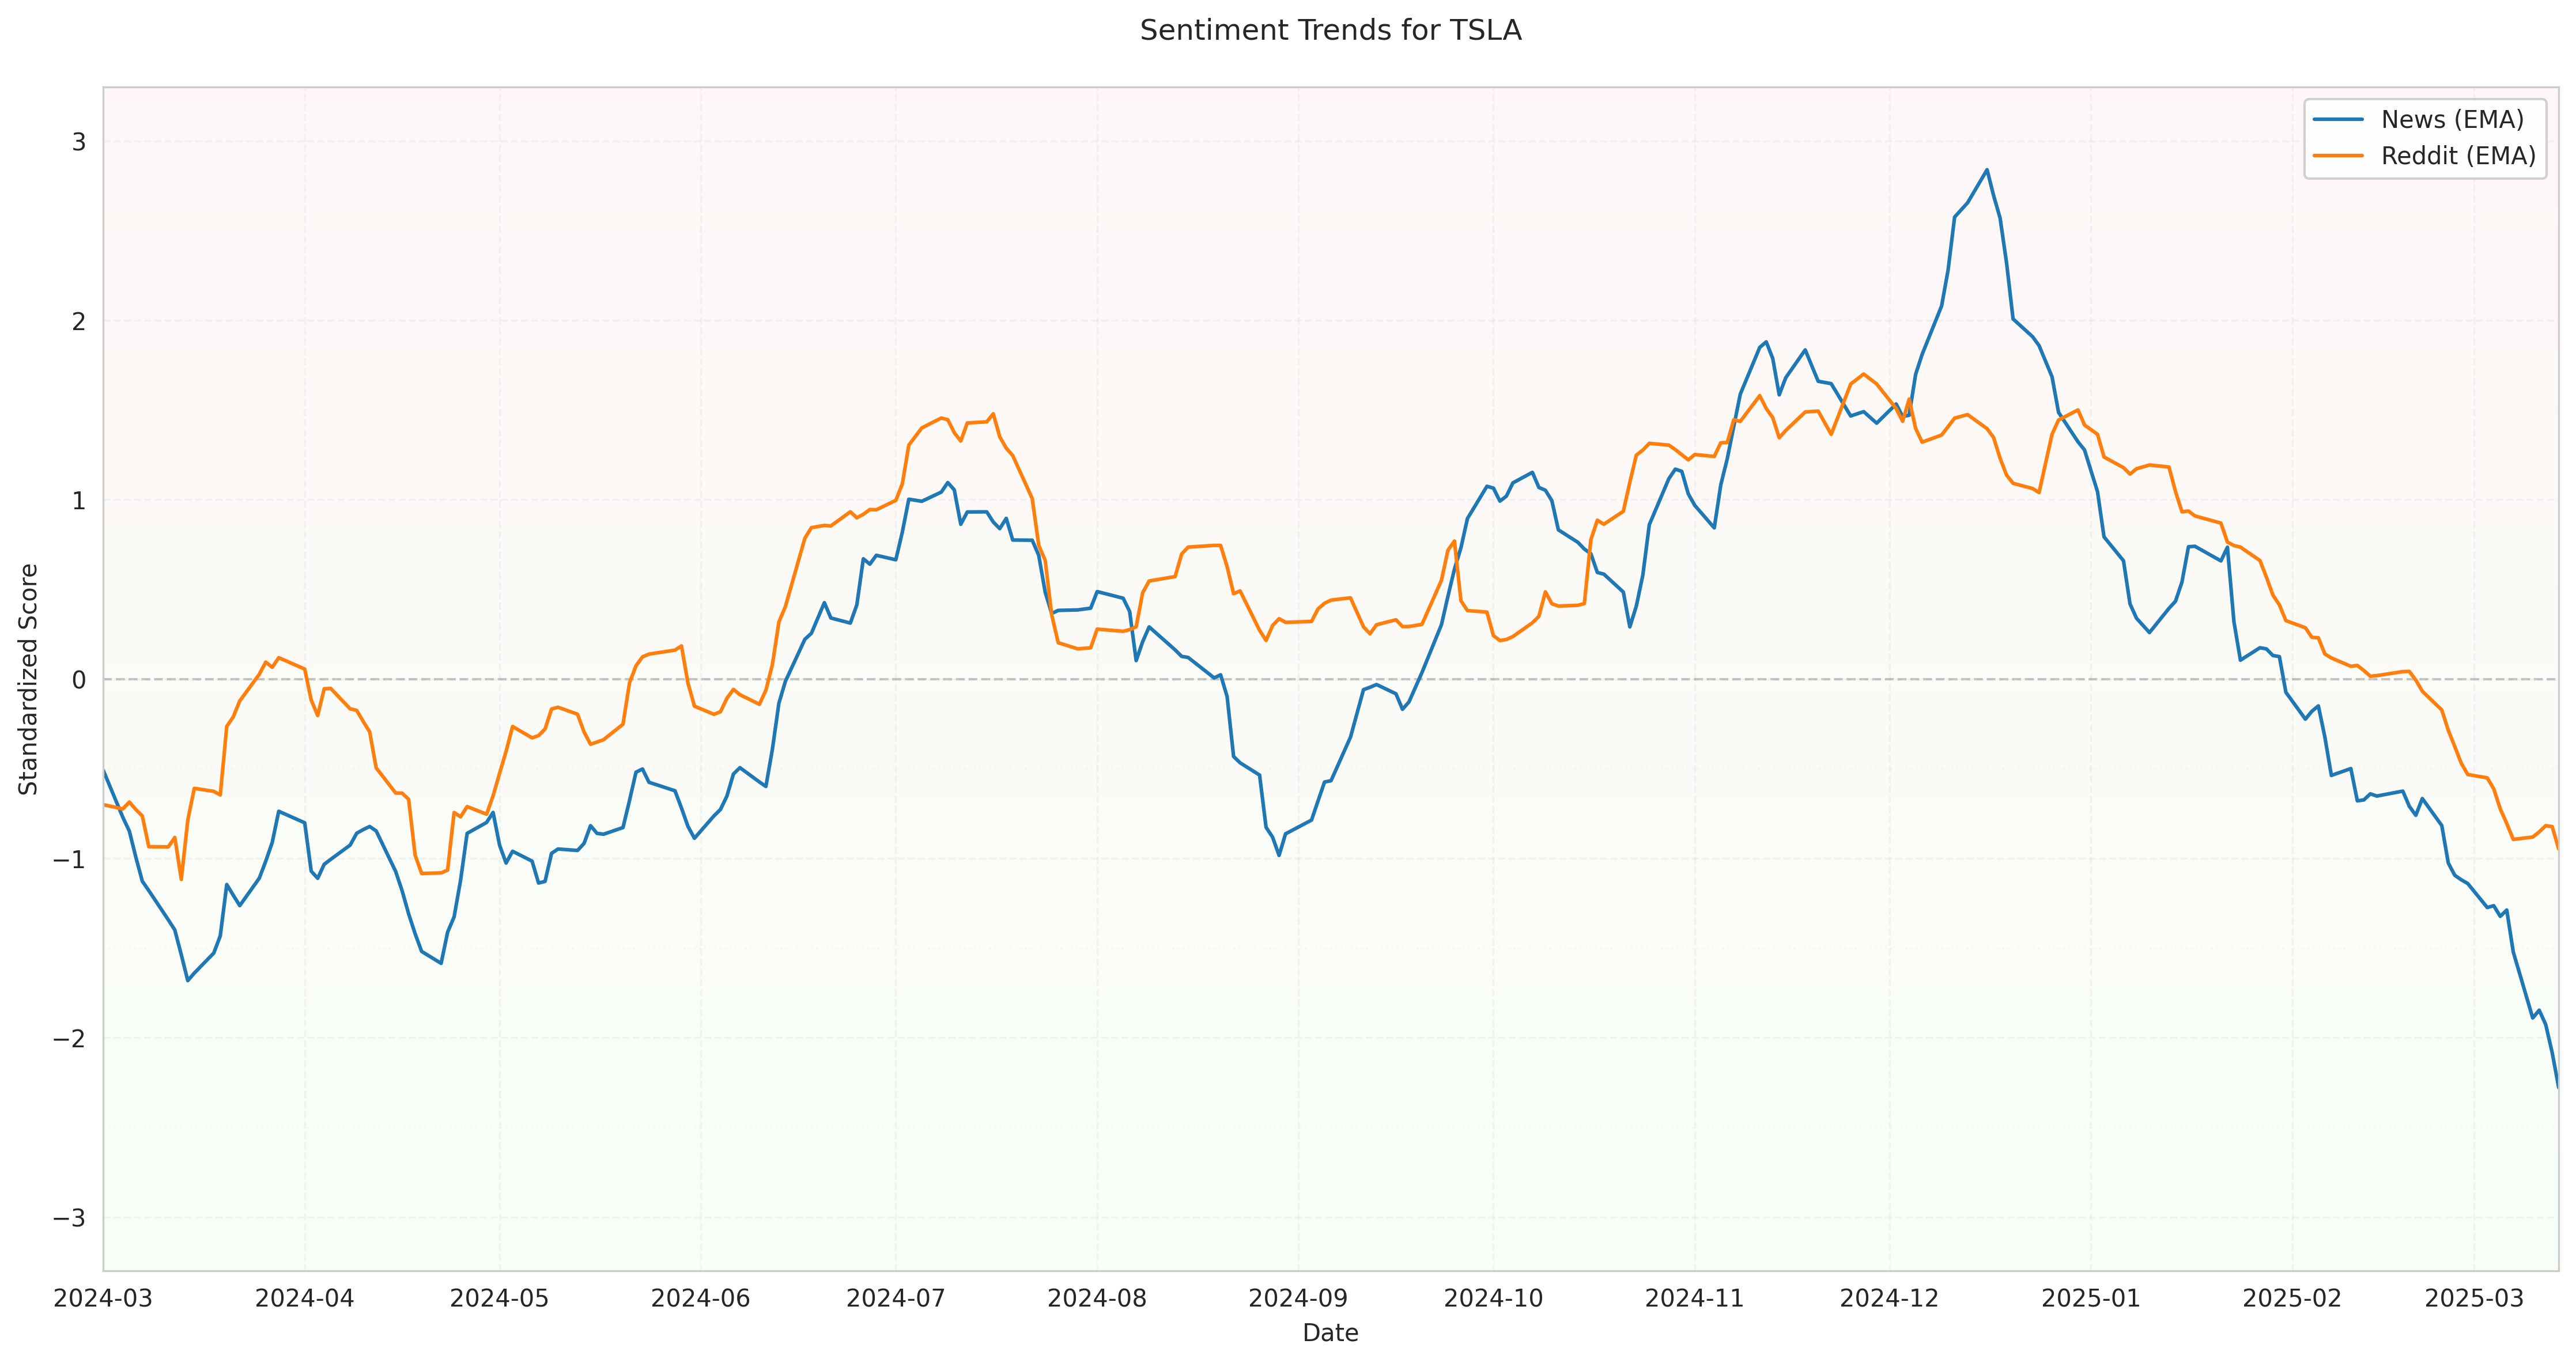 Sentiment Trends for TSLA
News (EMA)
Reddit (EMA)
Standardized Score
3
2
1
0
−1
−2
−3
2024-03 2024-04 2024-05 2024-06 2024-07 2024-08 2024-09 2024-10 2024-11 2024-12 2025-01 2025-02 2025-03
Date